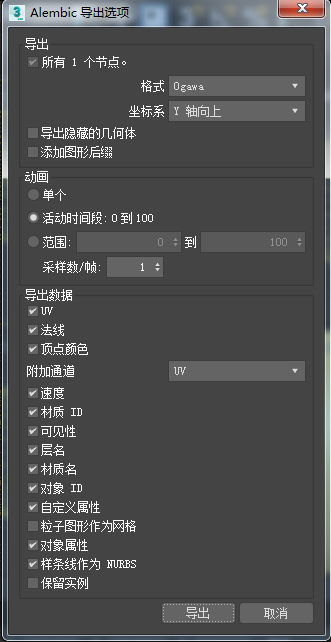 Alembic 导出选项
导出
所有 1 个节点。
格式 Ogawa
坐标系 Y 轴向上
导出隐藏的几何体
添加图形后缀
动画
单个
活动时间段: 0 到 100
范围: 0 到 100
采样数/帧: 1
导出数据
UV
法线
顶点颜色
附加通道 UV
速度
材质 ID
可见性
层名
材质名
对象 ID
自定义属性
粒子图形作为网格
对象属性
样条线作为 NURBS
保留实例
导出 取消